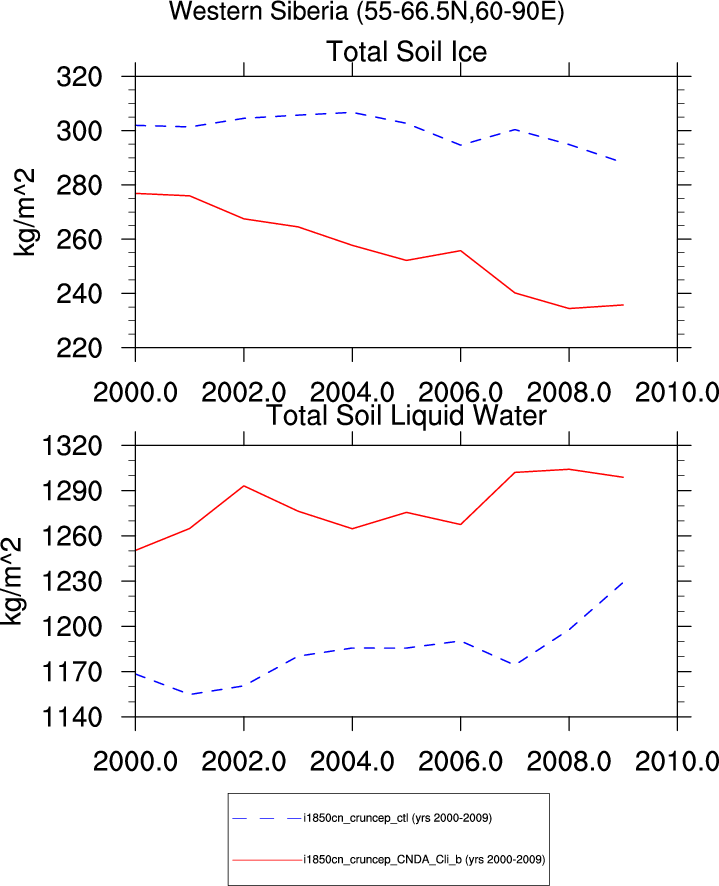 Western Siberia (55-66.5N,60-90E)
Total Soil Ice
320
300
280
260
240
220
kg/m^2
2000.0 2002.0 2004.0 2006.0 2008.0 2010.0
Total Soil Liquid Water
1320
1290
1260
1230
1200
1170
1140
kg/m^2
2000.0 2002.0 2004.0 2006.0 2008.0 2010.0
i1850cn_cruncep_ctl (yrs 2000-2009)
i1850cn_cruncep_CNDA_Cli_b (yrs 2000-2009)